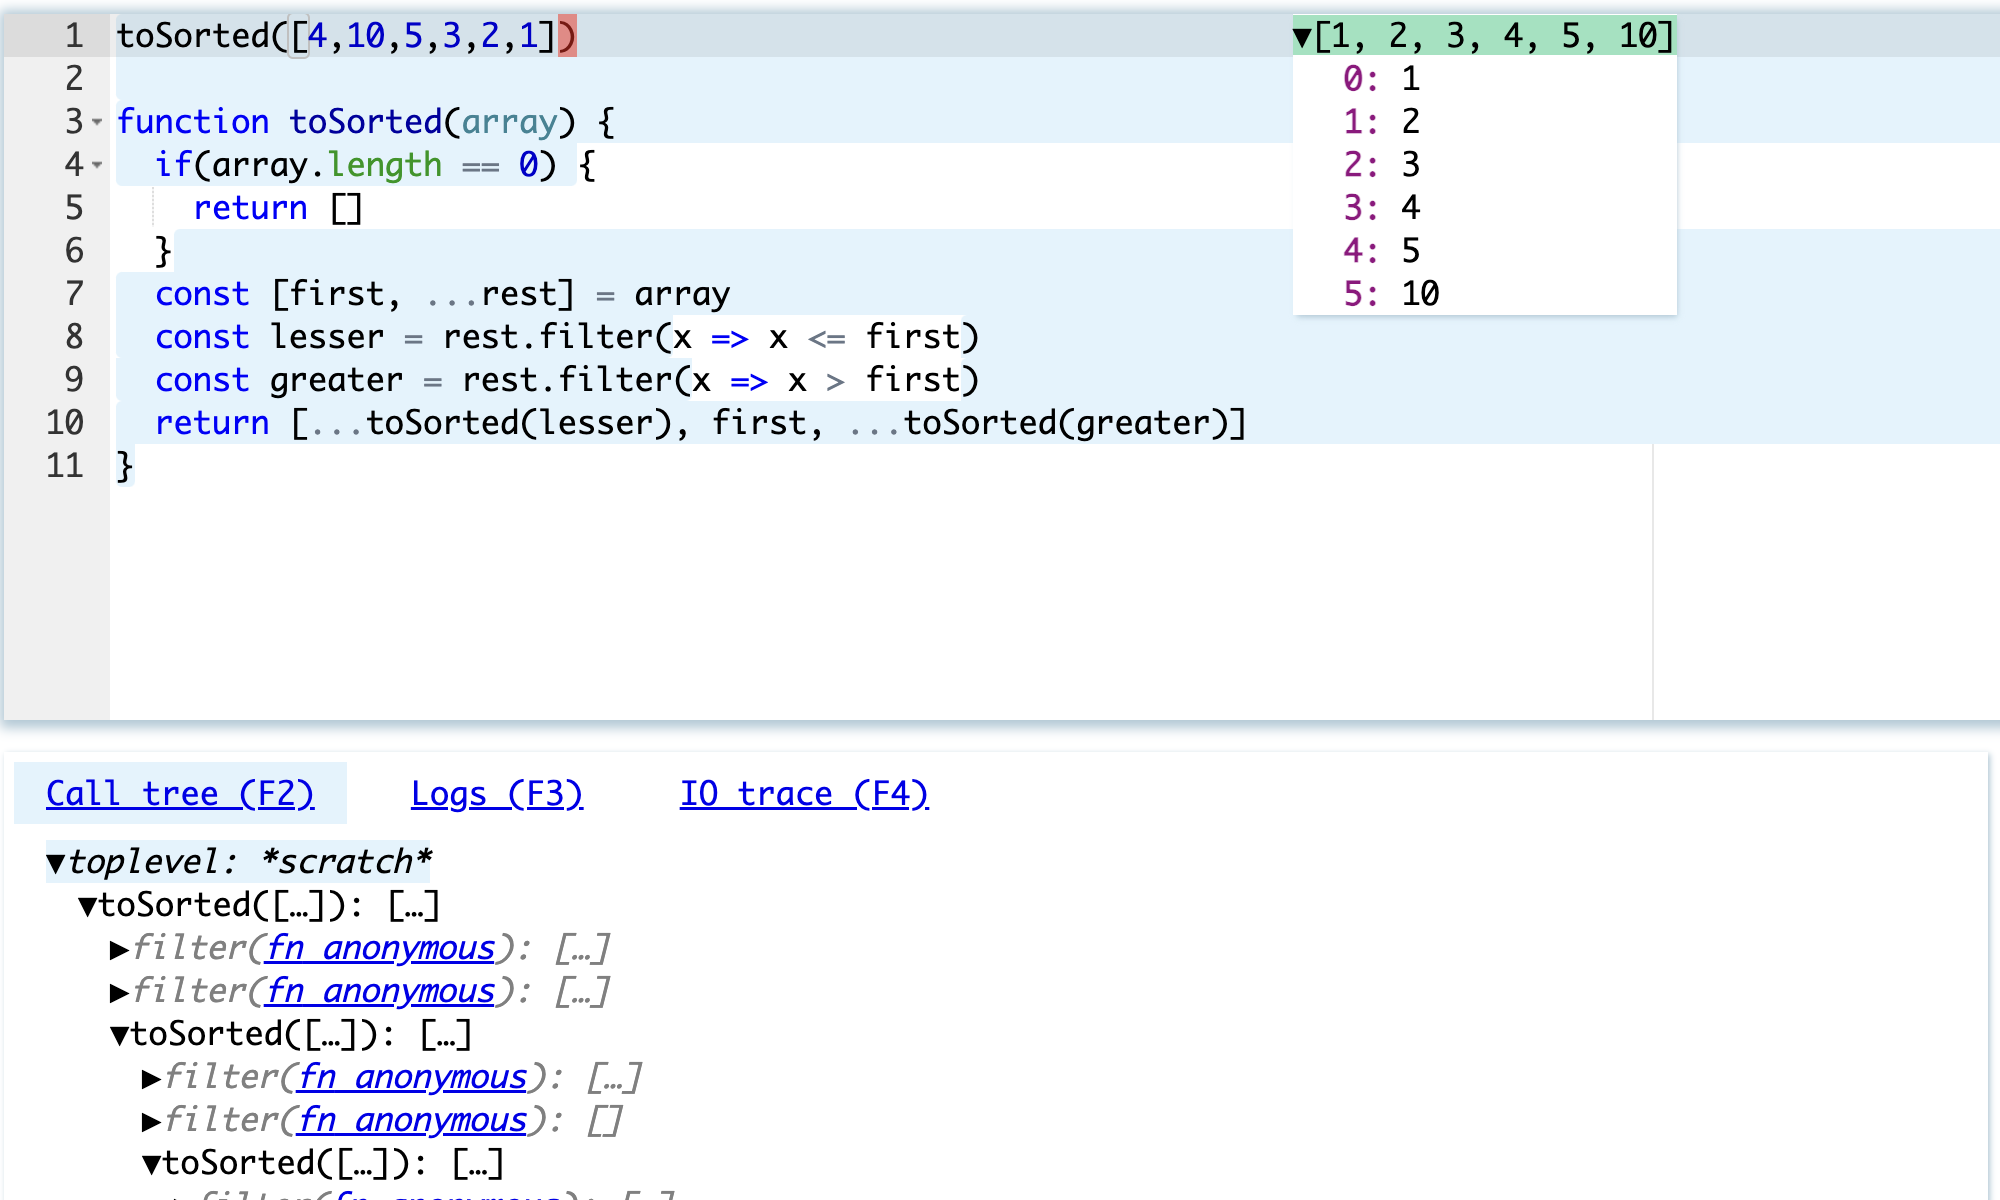 1 toSorted([4,10,5,3,2,1])
2
3 function toSorted(array) {
4   if(array.length == 0) {
5     return []
6   }
7   const [first, ...rest] = array
8   const lesser = rest.filter(x => x <= first)
9   const greater = rest.filter(x => x > first)
10   return [...toSorted(lesser), first, ...toSorted(greater)]
11 }
▼[1, 2, 3, 4, 5, 10]
0: 1
1: 2
2: 3
3: 4
4: 5
5: 10
Call tree (F2) Logs (F3) IO trace (F4)
▼toplevel: *scratch*
▼toSorted([…]): […]
▶filter(fn anonymous): […]
▶filter(fn anonymous): […]
▼toSorted([…]): […]
▶filter(fn anonymous): […]
▶filter(fn anonymous): []
▼toSorted([…]): […]